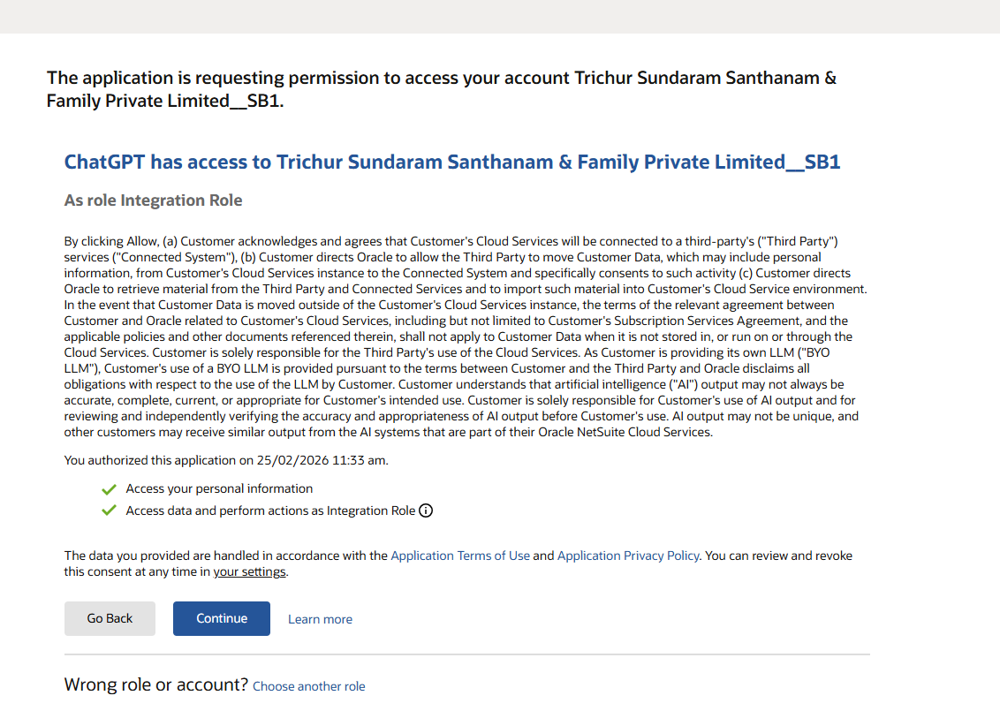 The application is requesting permission to access your account Trichur Sundaram Santhanam &
Family Private Limited__SB1.
ChatGPT has access to Trichur Sundaram Santhanam & Family Private Limited__SB1
As role Integration Role
By clicking Allow, (a) Customer acknowledges and agrees that Customer's Cloud Services will be connected to a third-party's ("Third Party")
services ("Connected System"), (b) Customer directs Oracle to allow the Third Party to move Customer Data, which may include personal
information, from Customer's Cloud Services instance to the Connected System and specifically consents to such activity (c) Customer directs
Oracle to retrieve material from the Third Party and Connected Services and to import such material into Customer's Cloud Service environment.
In the event that Customer Data is moved outside of the Customer's Cloud Services instance, the terms of the relevant agreement between
Customer and Oracle related to Customer's Cloud Services, including but not limited to Customer's Subscription Services Agreement, and the
applicable policies and other documents referenced therein, shall not apply to Customer Data when it is not stored in, or run on or through the
Cloud Services. Customer is solely responsible for the Third Party's use of the Cloud Services. As Customer is providing its own LLM ("BYO
LLM"), Customer's use of a BYO LLM is provided pursuant to the terms between Customer and the Third Party and Oracle disclaims all
obligations with respect to the use of the LLM by Customer. Customer understands that artificial intelligence ("AI") output may not always be
accurate, complete, current, or appropriate for Customer's intended use. Customer is solely responsible for Customer's use of AI output and for
reviewing and independently verifying the accuracy and appropriateness of AI output before Customer's use. AI output may not be unique, and
other customers may receive similar output from the AI systems that are part of their Oracle NetSuite Cloud Services.
You authorized this application on 25/02/2026 11:33 am.
Access your personal information
Access data and perform actions as Integration Role
The data you provided are handled in accordance with the Application Terms of Use and Application Privacy Policy. You can review and revoke
this consent at any time in your settings.
Go Back Continue Learn more
Wrong role or account? Choose another role